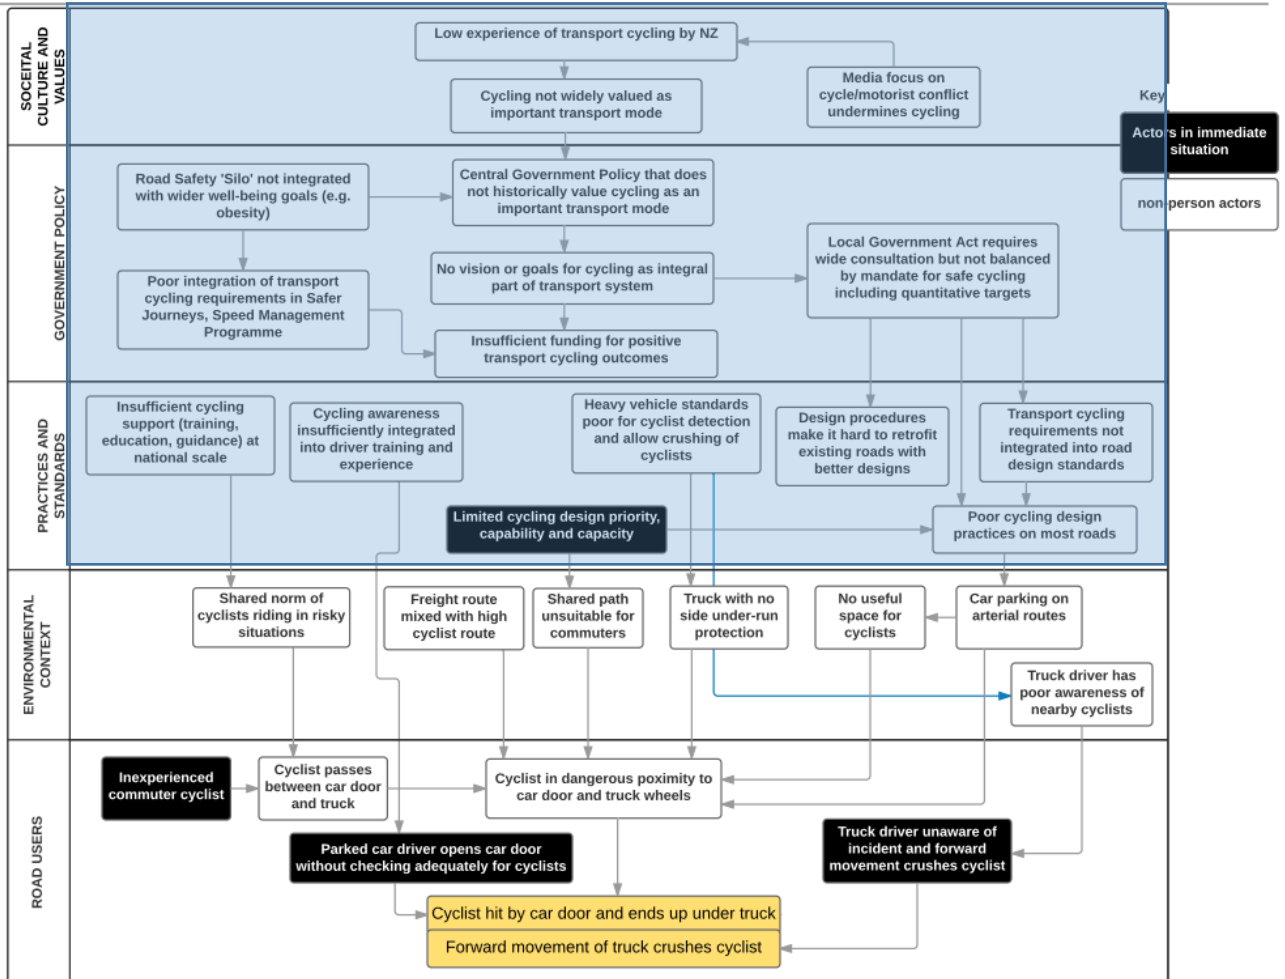 SOCEITAL
CULTURE AND
VALUES
Low experience of transport cycling by NZ
Media focus on
cycle/motorist conflict
undermines cycling
Cycling not widely valued as
important transport mode
Key
Actors in immediate
situation
non-person actors
GOVERNMENT POLICY
Road Safety 'Silo' not integrated
with wider well-being goals (e.g.
obesity)
Central Government Policy that does
not historically value cycling as an
important transport mode
Local Government Act requires
wide consultation but not balanced
by mandate for safe cycling
including quantitative targets
No vision or goals for cycling as integral
part of transport system
Poor integration of transport
cycling requirements in Safer
Journeys, Speed Management
Programme
Insufficient funding for positive
transport cycling outcomes
PRACTICES AND
STANDARDS
Insufficient cycling
support (training,
education, guidance) at
national scale
Cycling awareness
insufficiently integrated
into driver training and
experience
Heavy vehicle standards
poor for cyclist detection
and allow crushing of
cyclists
Design procedures
make it hard to retrofit
existing roads with
better designs
Transport cycling
requirements not
integrated into road
design standards
Limited cycling design priority,
capability and capacity
Poor cycling design
practices on most roads
ENVIRONMENTAL
CONTEXT
Shared norm of
cyclists riding in risky
situations
Freight route
mixed with high
cyclist route
Shared path
unsuitable for
commuters
Truck with no
side under-run
protection
No useful
space for
cyclists
Car parking on
arterial routes
Truck driver has
poor awareness of
nearby cyclists
ROAD USERS
Inexperienced
commuter cyclist
Cyclist passes
between car door
and truck
Cyclist in dangerous poximity to
car door and truck wheels
Parked car driver opens car door
without checking adequately for cyclists
Truck driver unaware of
incident and forward
movement crushes cyclist
Cyclist hit by car door and ends up under truck
Forward movement of truck crushes cyclist